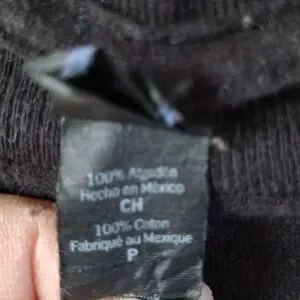 100% Algodón
Hecho en México
CH
100% Coton
Fabriqué au Mexique
P